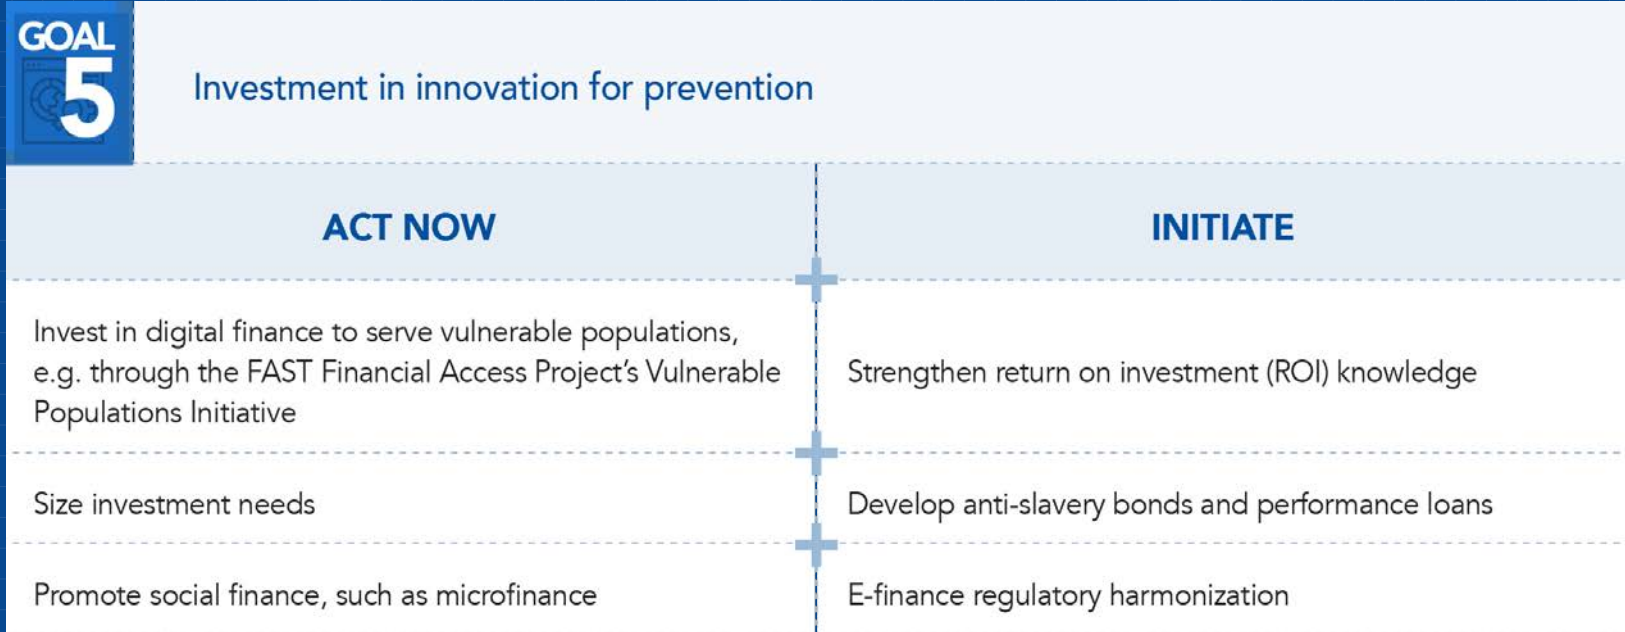 GOAL
5
Investment in innovation for prevention
ACT NOW
INITIATE
Invest in digital finance to serve vulnerable populations,
e.g. through the FAST Financial Access Project's Vulnerable
Populations Initiative
Strengthen return on investment (ROI) knowledge
Size investment needs
Develop anti-slavery bonds and performance loans
Promote social finance, such as microfinance
E-finance regulatory harmonization